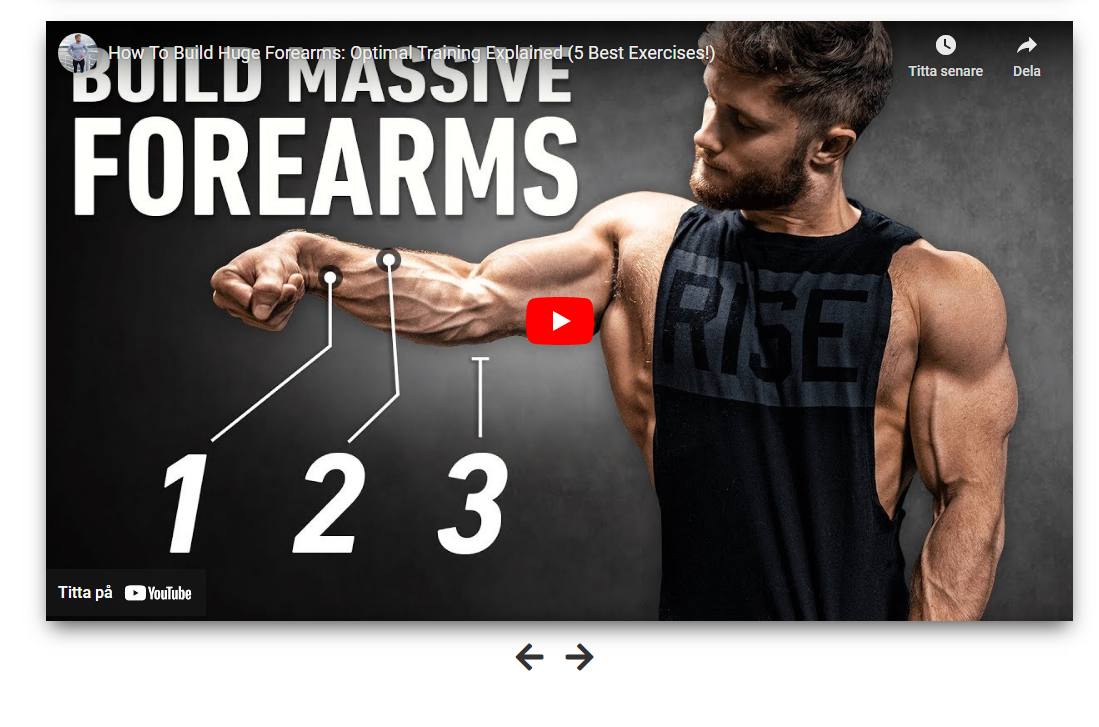 How To Build Huge Forearms: Optimal Training Explained (5 Best Exercises!)
Titta senare
Dela
BUILD MASSIVE
FOREARMS
RISE
1 2 3
Titta på YouTube